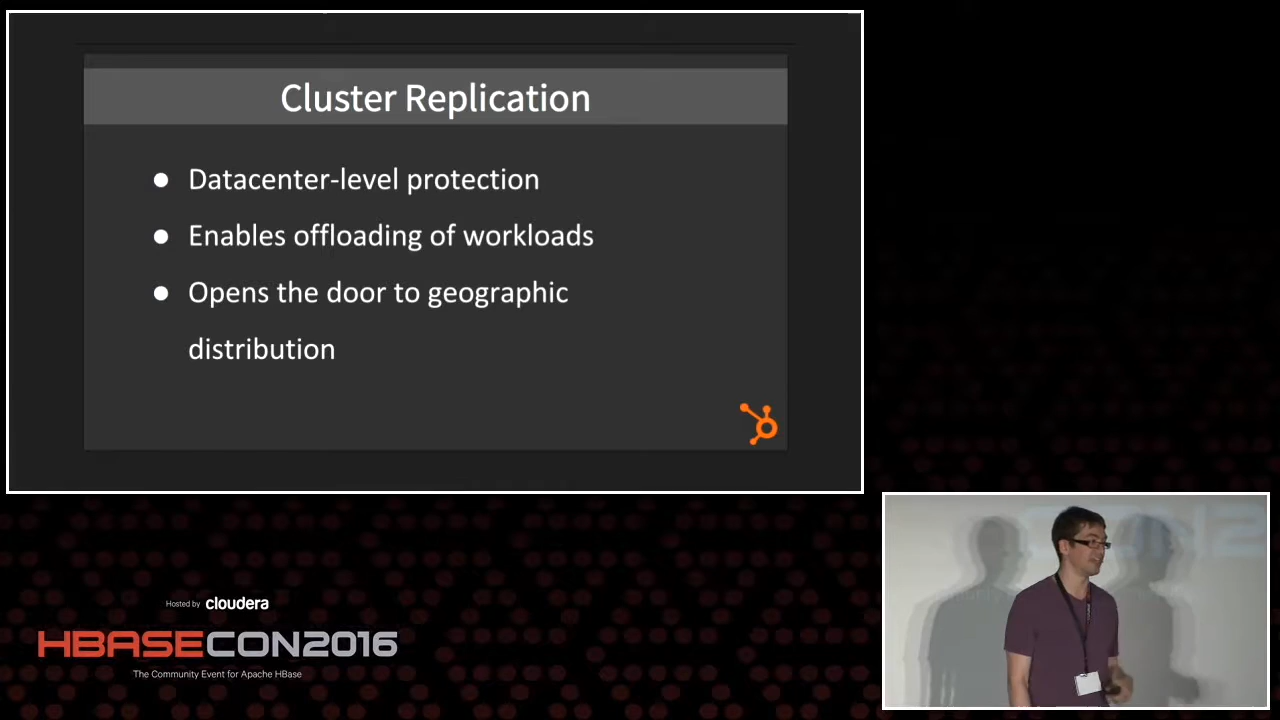 Cluster Replication
● Datacenter-level protection
● Enables offloading of workloads
● Opens the door to geographic
distribution
Hosted by cloudera
HBASECON2016
The Community Event for Apache HBase